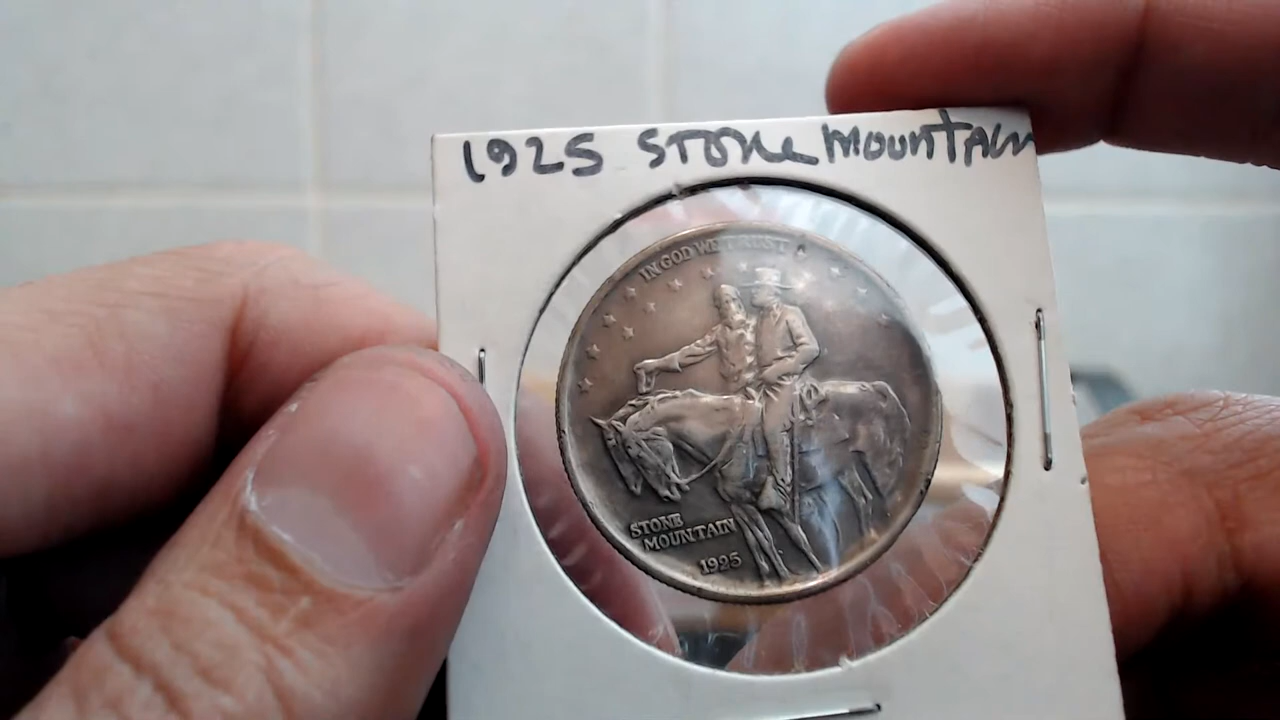 1925 STONe MOUNTAIN
IN GOD WE TRUST
STONE
MOUNTAIN
1925